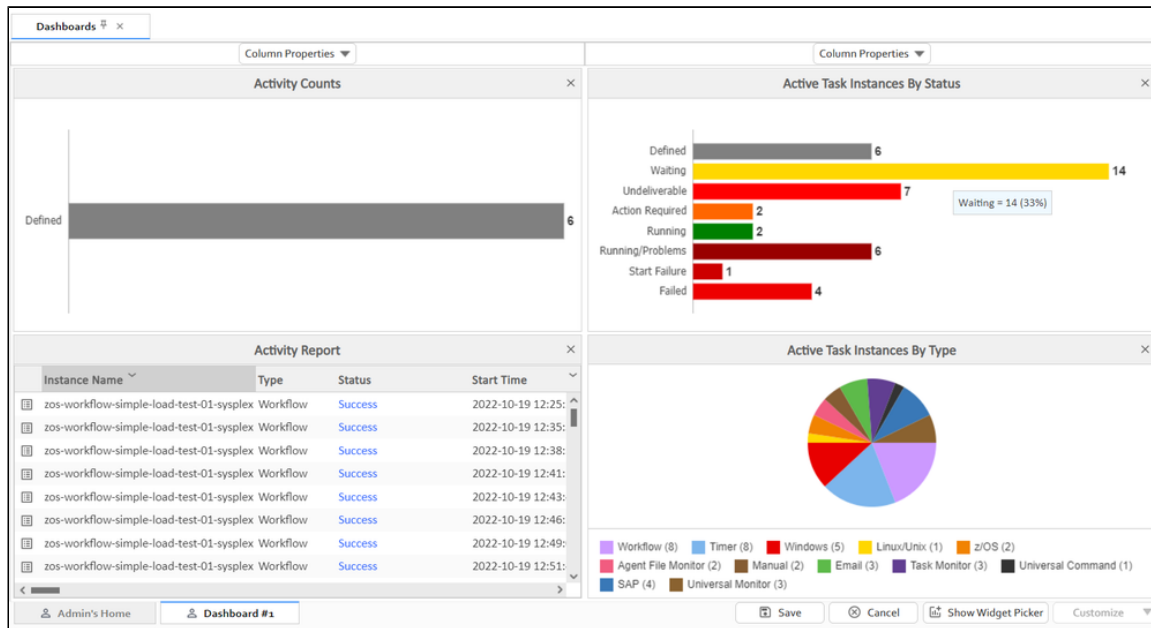 Dashboards
Column Properties
Column Properties
Activity Counts
Defined
6
Active Task Instances By Status
Defined 6
Waiting 14
Undeliverable 7
Waiting = 14 (33%)
Action Required 2
Running 2
Running/Problems 6
Start Failure 1
Failed 4
Activity Report
Instance Name Type Status Start Time
zos-workflow-simple-load-test-01-sysplex Workflow Success 2022-10-19 12:25:
zos-workflow-simple-load-test-01-sysplex Workflow Success 2022-10-19 12:35:
zos-workflow-simple-load-test-01-sysplex Workflow Success 2022-10-19 12:38:
zos-workflow-simple-load-test-01-sysplex Workflow Success 2022-10-19 12:41:
zos-workflow-simple-load-test-01-sysplex Workflow Success 2022-10-19 12:43:
zos-workflow-simple-load-test-01-sysplex Workflow Success 2022-10-19 12:46:
zos-workflow-simple-load-test-01-sysplex Workflow Success 2022-10-19 12:49:
zos-workflow-simple-load-test-01-sysplex Workflow Success 2022-10-19 12:51:
Active Task Instances By Type
Workflow (8) Timer (8) Windows (5) Linux/Unix (1) z/OS (2)
Agent File Monitor (2) Manual (2) Email (3) Task Monitor (3) Universal Command (1)
SAP (4) Universal Monitor (3)
Admin's Home Dashboard #1 Save Cancel Show Widget Picker Customize